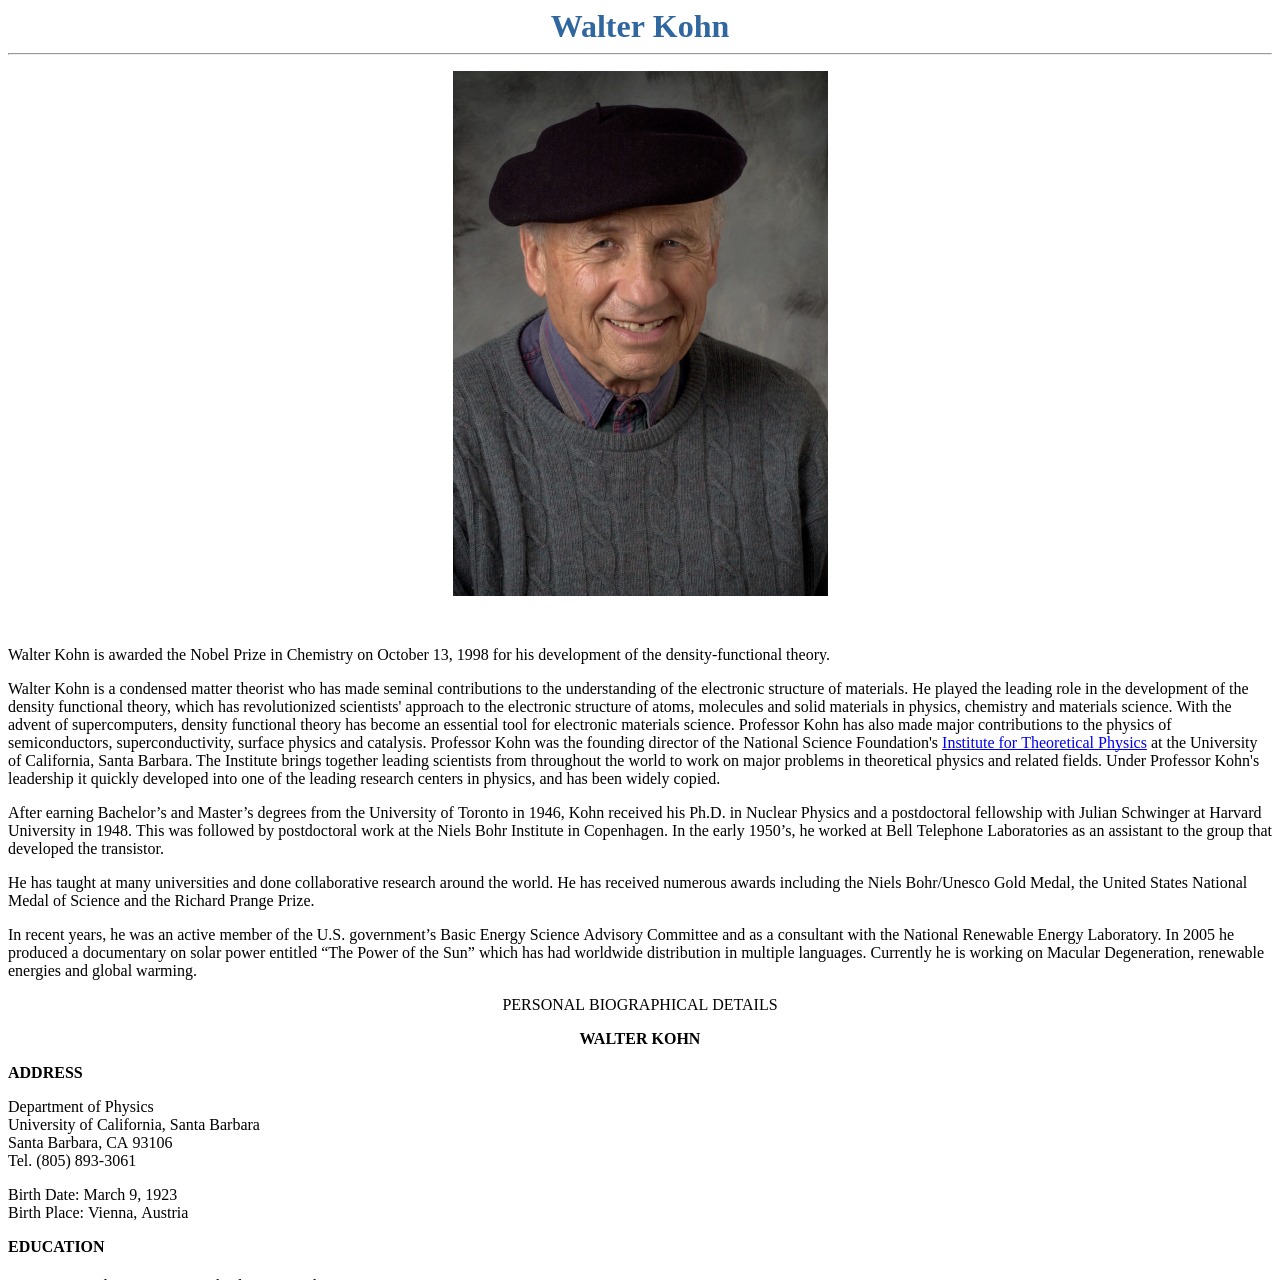 Walter Kohn
Walter Kohn is awarded the Nobel Prize in Chemistry on October 13, 1998 for his development of the density-functional theory.
Walter Kohn is a condensed matter theorist who has made seminal contributions to the understanding of the electronic structure of materials. He played the leading role in the development of the
density functional theory, which has revolutionized scientists' approach to the electronic structure of atoms, molecules and solid materials in physics, chemistry and materials science. With the
advent of supercomputers, density functional theory has become an essential tool for electronic materials science. Professor Kohn has also made major contributions to the physics of
semiconductors, superconductivity, surface physics and catalysis. Professor Kohn was the founding director of the National Science Foundation's Institute for Theoretical Physics at the University
of California, Santa Barbara. The Institute brings together leading scientists from throughout the world to work on major problems in theoretical physics and related fields. Under Professor Kohn's
leadership it quickly developed into one of the leading research centers in physics, and has been widely copied.
After earning Bachelor’s and Master’s degrees from the University of Toronto in 1946, Kohn received his Ph.D. in Nuclear Physics and a postdoctoral fellowship with Julian Schwinger at Harvard
University in 1948. This was followed by postdoctoral work at the Niels Bohr Institute in Copenhagen. In the early 1950’s, he worked at Bell Telephone Laboratories as an assistant to the group that
developed the transistor.
He has taught at many universities and done collaborative research around the world. He has received numerous awards including the Niels Bohr/Unesco Gold Medal, the United States National
Medal of Science and the Richard Prange Prize.
In recent years, he was an active member of the U.S. government’s Basic Energy Science Advisory Committee and as a consultant with the National Renewable Energy Laboratory. In 2005 he
produced a documentary on solar power entitled “The Power of the Sun” which has had worldwide distribution in multiple languages. Currently he is working on Macular Degeneration, renewable
energies and global warming.
PERSONAL BIOGRAPHICAL DETAILS
WALTER KOHN
ADDRESS
Department of Physics
University of California, Santa Barbara
Santa Barbara, CA 93106
Tel. (805) 893-3061
Birth Date: March 9, 1923
Birth Place: Vienna, Austria
EDUCATION